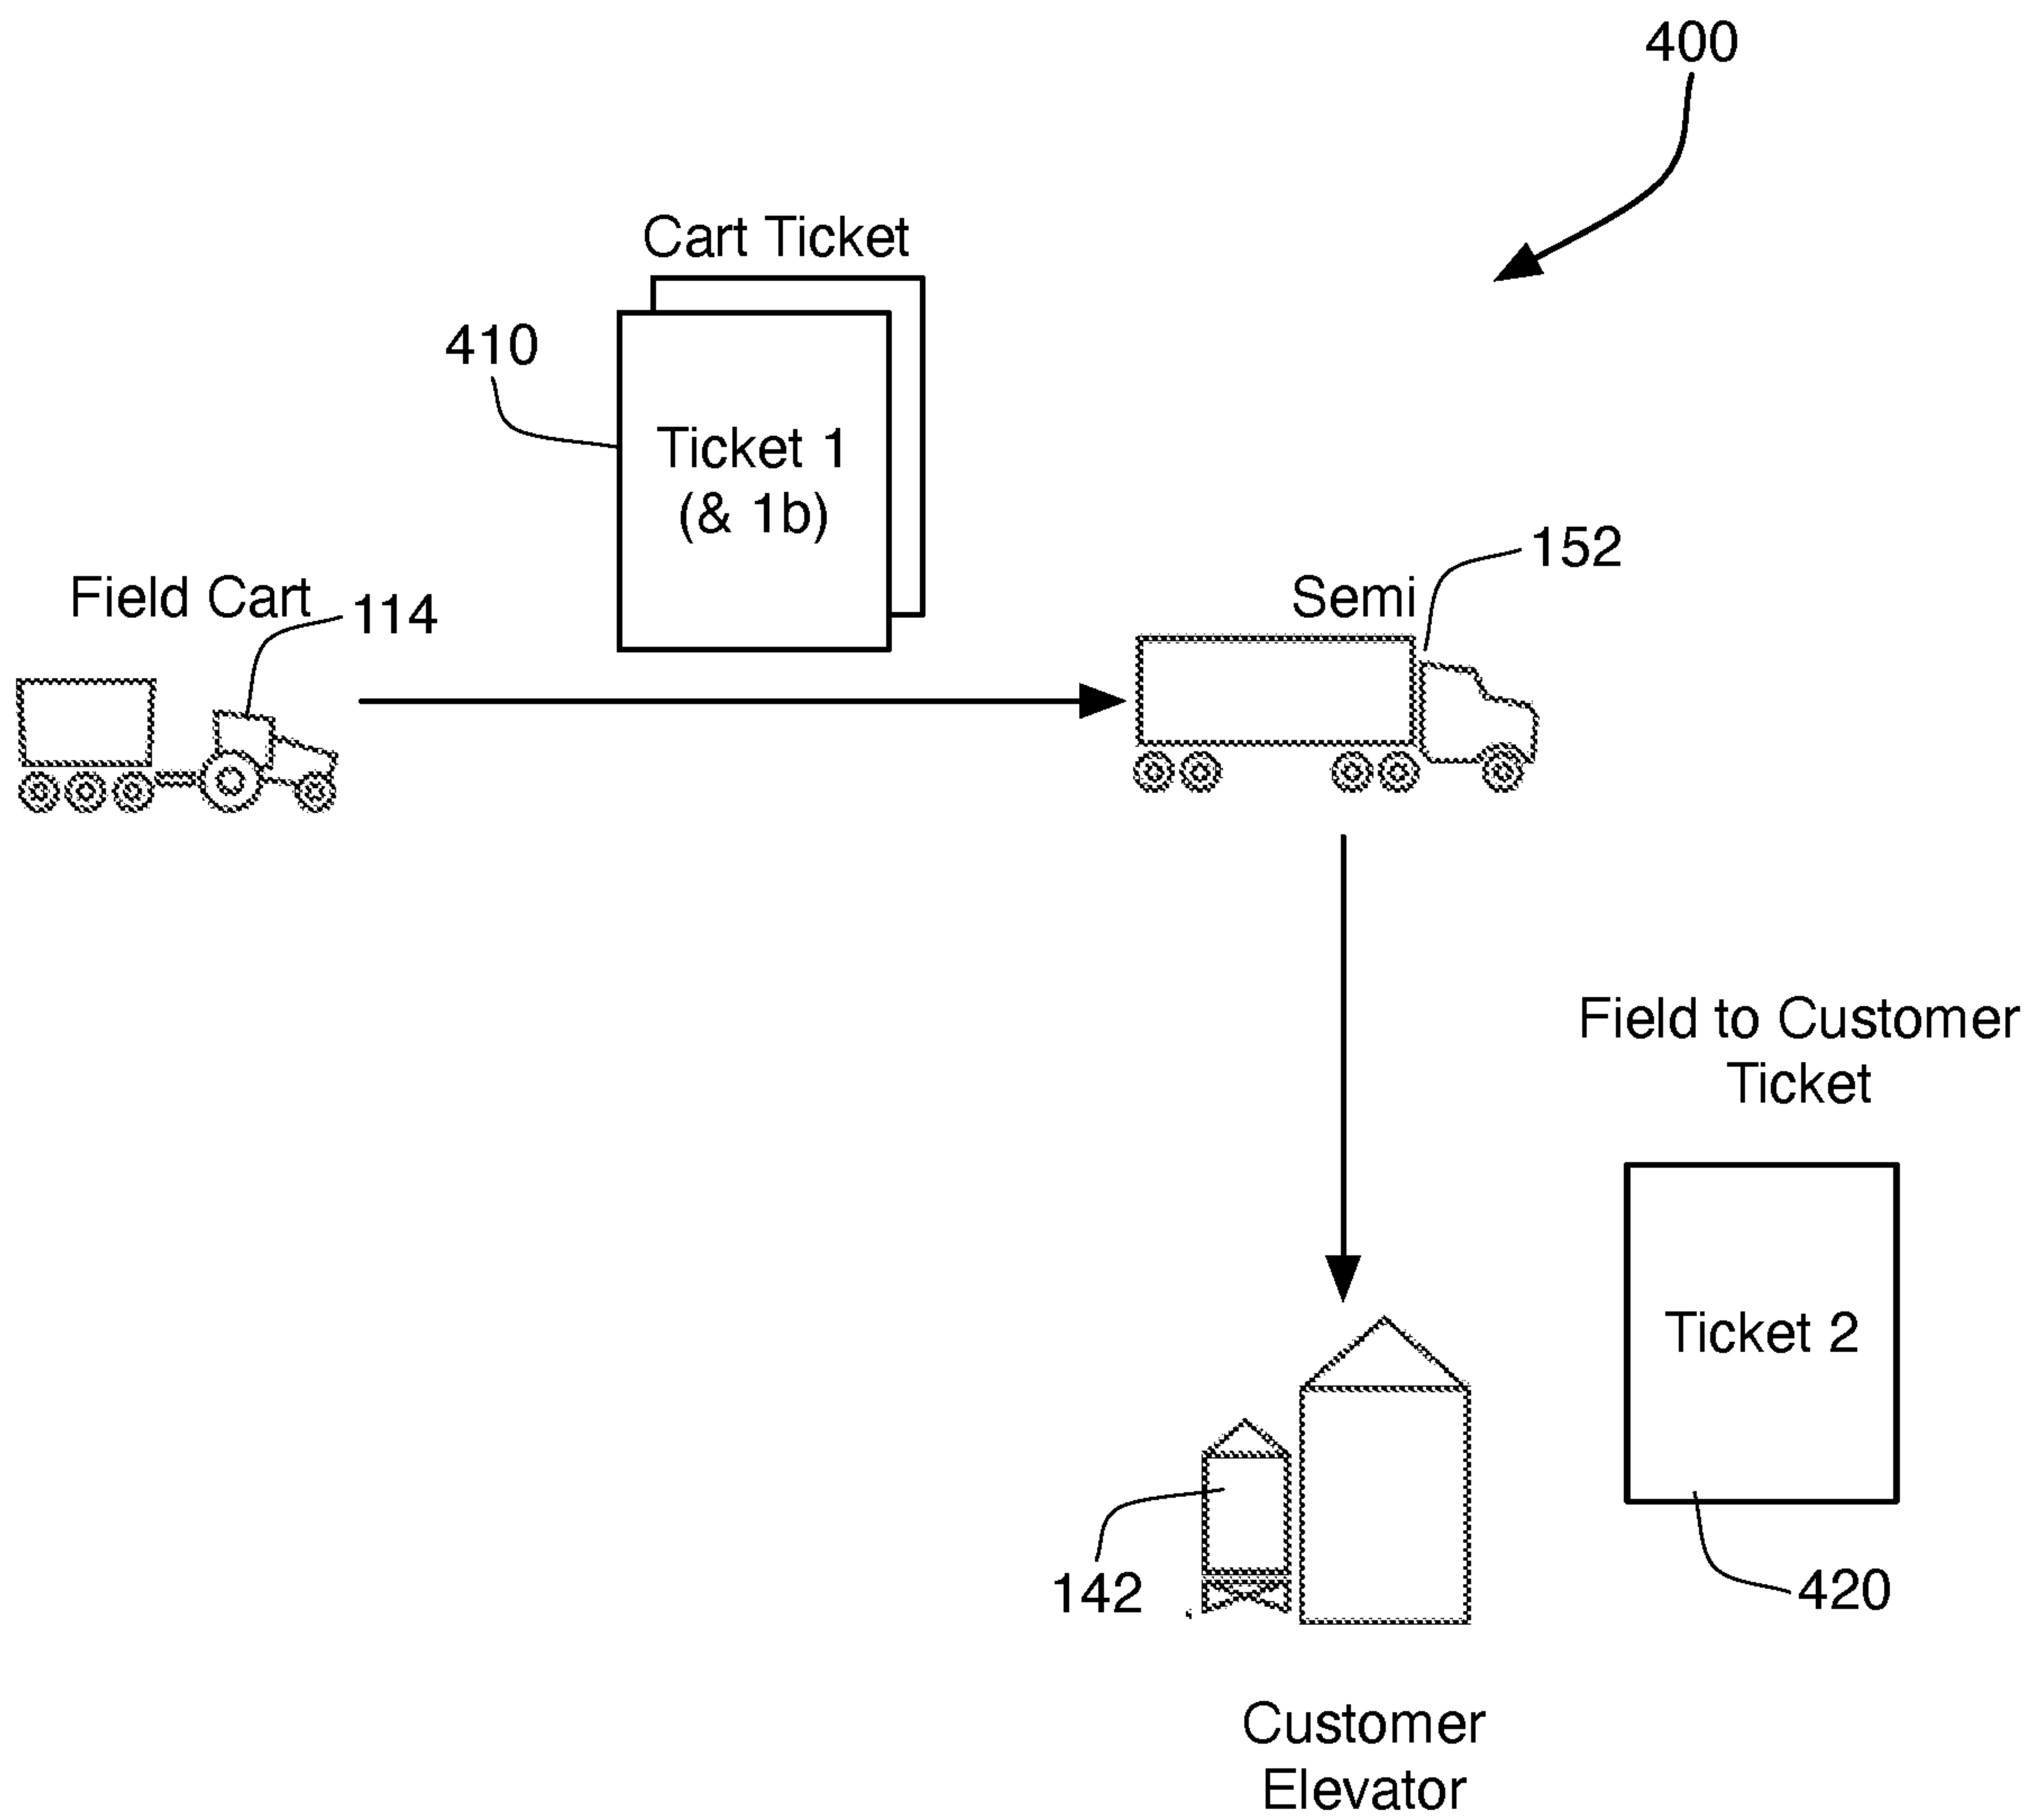 400
Cart Ticket
410
Ticket 1
(& 1b)
152
Semi
Field Cart
114
Field to Customer
Ticket
Ticket 2
142
420
Customer
Elevator